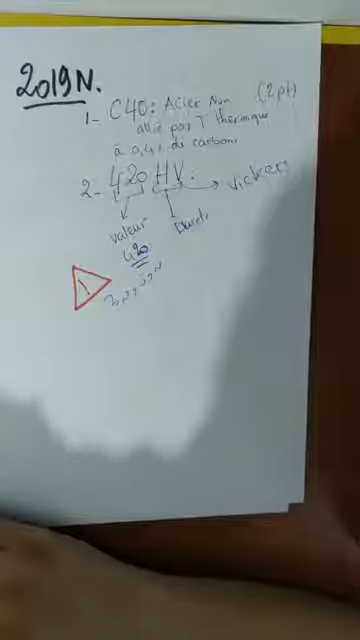 2019N.
1- C40: Acier Non (2pt)
allié par T thermique
à 0,4% de carbone
2- 420 HV.
Vickers
valeur Dureté
420
!